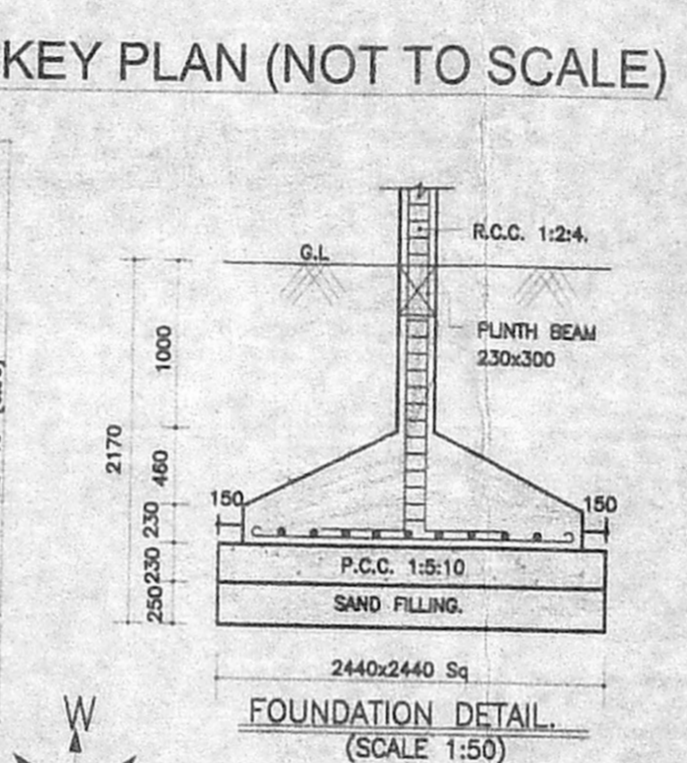 KEY PLAN (NOT TO SCALE)
R.C.C. 1:2:4.
G.L
PLINTH BEAM
230x300
1000
2170
460
150
150
230
230
P.C.C. 1:5:10
250
SAND FILLING.
2440x2440 Sq
FOUNDATION DETAIL.
(SCALE 1:50)
W